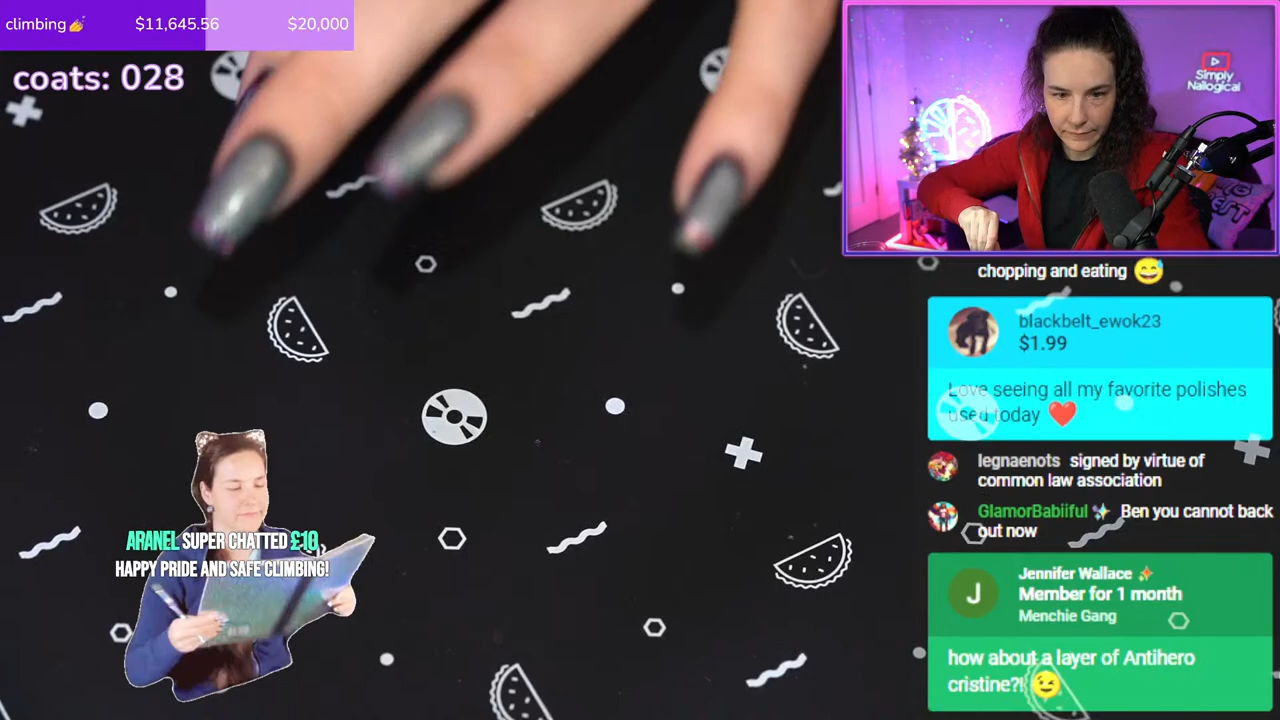 climbing💅 $11,645.56 $20,000
coats: 028
Simply
Nailogical
chopping and eating 😅
blackbelt_ewok23
$1.99
Love seeing all my favorite polishes
used today ❤️
legnaenots signed by virtue of
common law association
GlamorBabiiful ✨ Ben you cannot back
out now
J
Jennifer Wallace ✨
Member for 1 month
Menchie Gang
how about a layer of Antihero
cristine?! 😉
ARANEL SUPER CHATTED £10
HAPPY PRIDE AND SAFE CLIMBING!